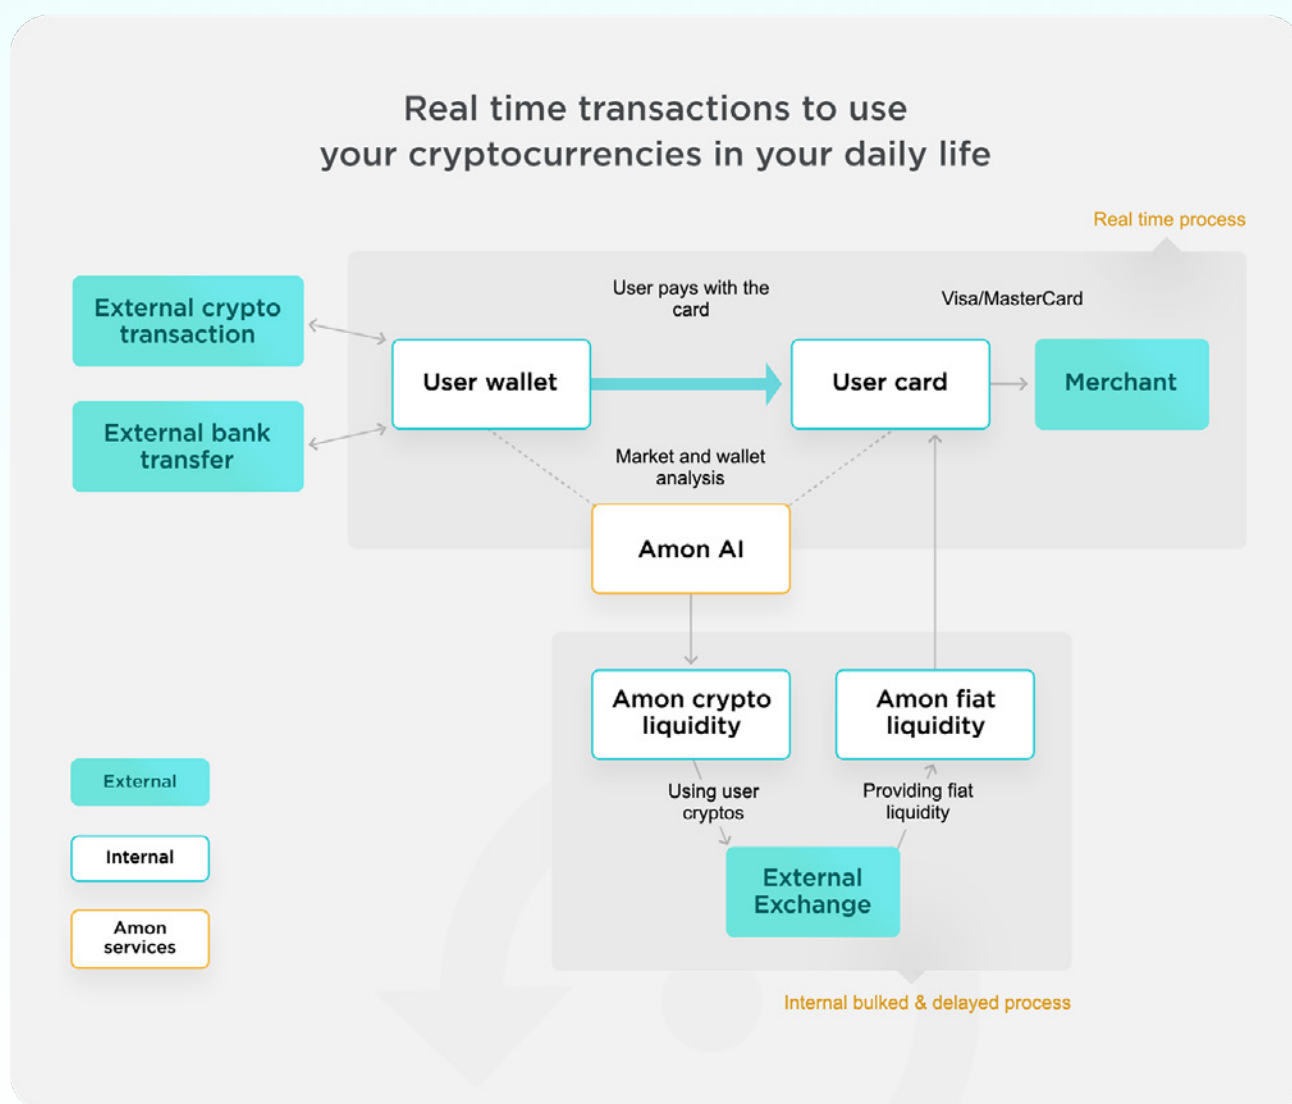 Real time transactions to use
your cryptocurrencies in your daily life
Real time process
External crypto
transaction
External bank
transfer
User pays with the
card
Visa/MasterCard
User wallet
User card
Merchant
Market and wallet
analysis
Amon AI
Amon crypto
liquidity
Amon fiat
liquidity
Using user
cryptos
Providing fiat
liquidity
External
Exchange
Internal bulked & delayed process
External
Internal
Amon
services